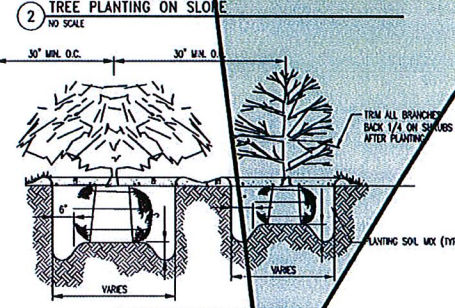 2 TREE PLANTING ON SLOPE
NO SCALE
30" MIN. O.C. 30" MIN. O.
TRIM ALL BRANCHES
BACK 1/4 ON SHRUBS
AFTER PLANTING
6"
PLANTING SOIL MIX (TYP
VARIES VARIES